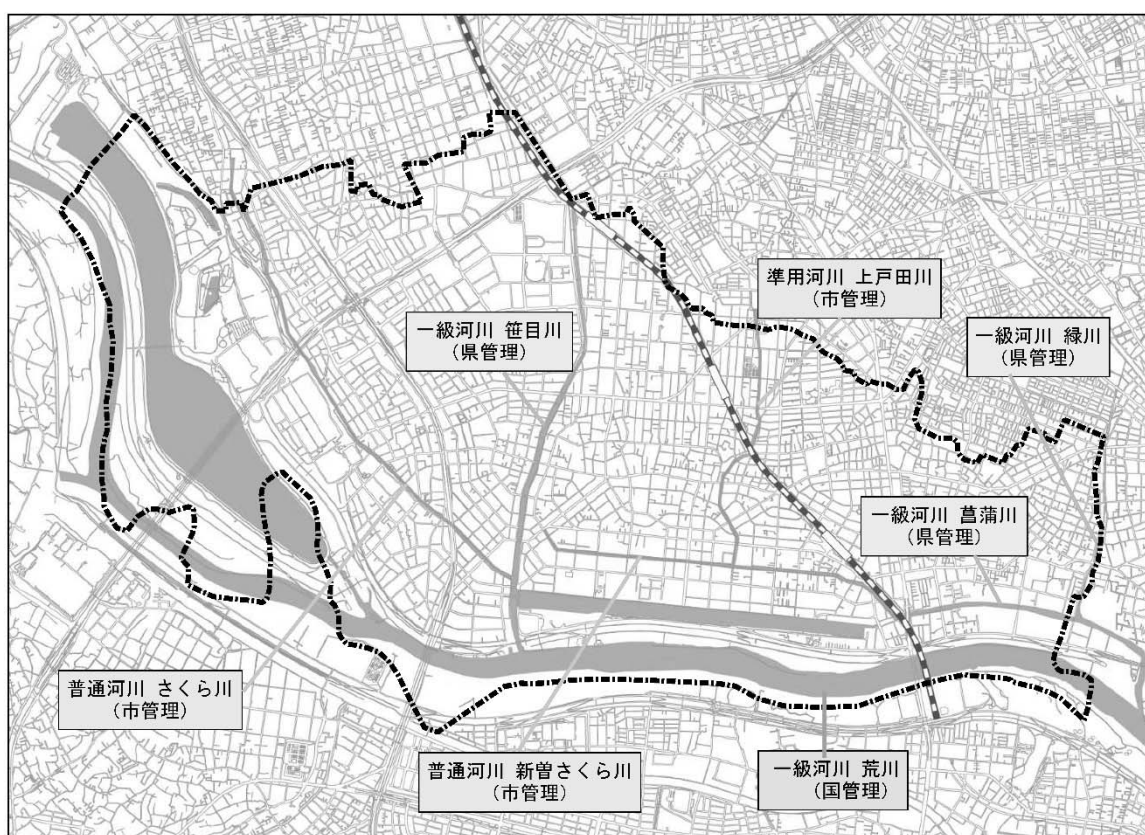 準用河川 上戸田川
(市管理)
一級河川 笹目川
(県管理)
一級河川 緑川
(県管理)
一級河川 菖蒲川
(県管理)
普通河川 さくら川
(市管理)
普通河川 新曽さくら川
(市管理)
一級河川 荒川
(国管理)